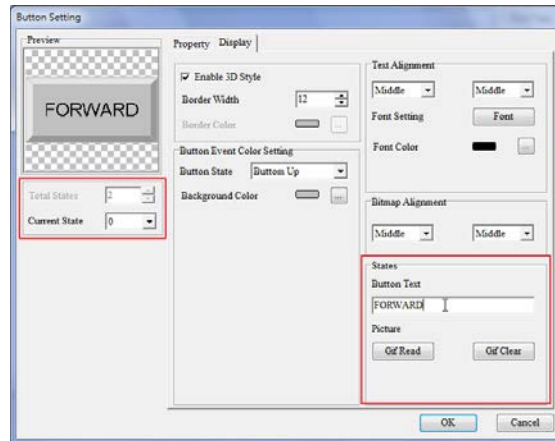 Button Setting
Preview
FORWARD
Total States 2
Current State 0
Property Display
Enable 3D Style
Border Width 12
Border Color ...
Button Event Color Setting
Button State Button Up
Background Color ...
Text Alignment
Middle Middle
Font Setting Font
Font Color ...
Bitmap Alignment
Middle Middle
States
Button Text
FORWARD
Picture
Gif Read Gif Clear
OK Cancel